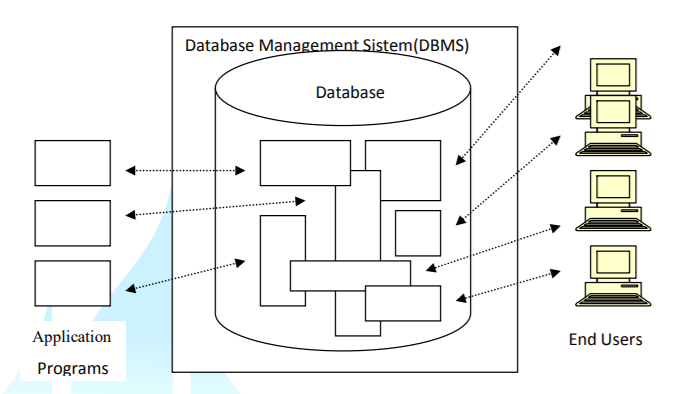 Database Management Sistem(DBMS)
Database
Application
Programs
End Users